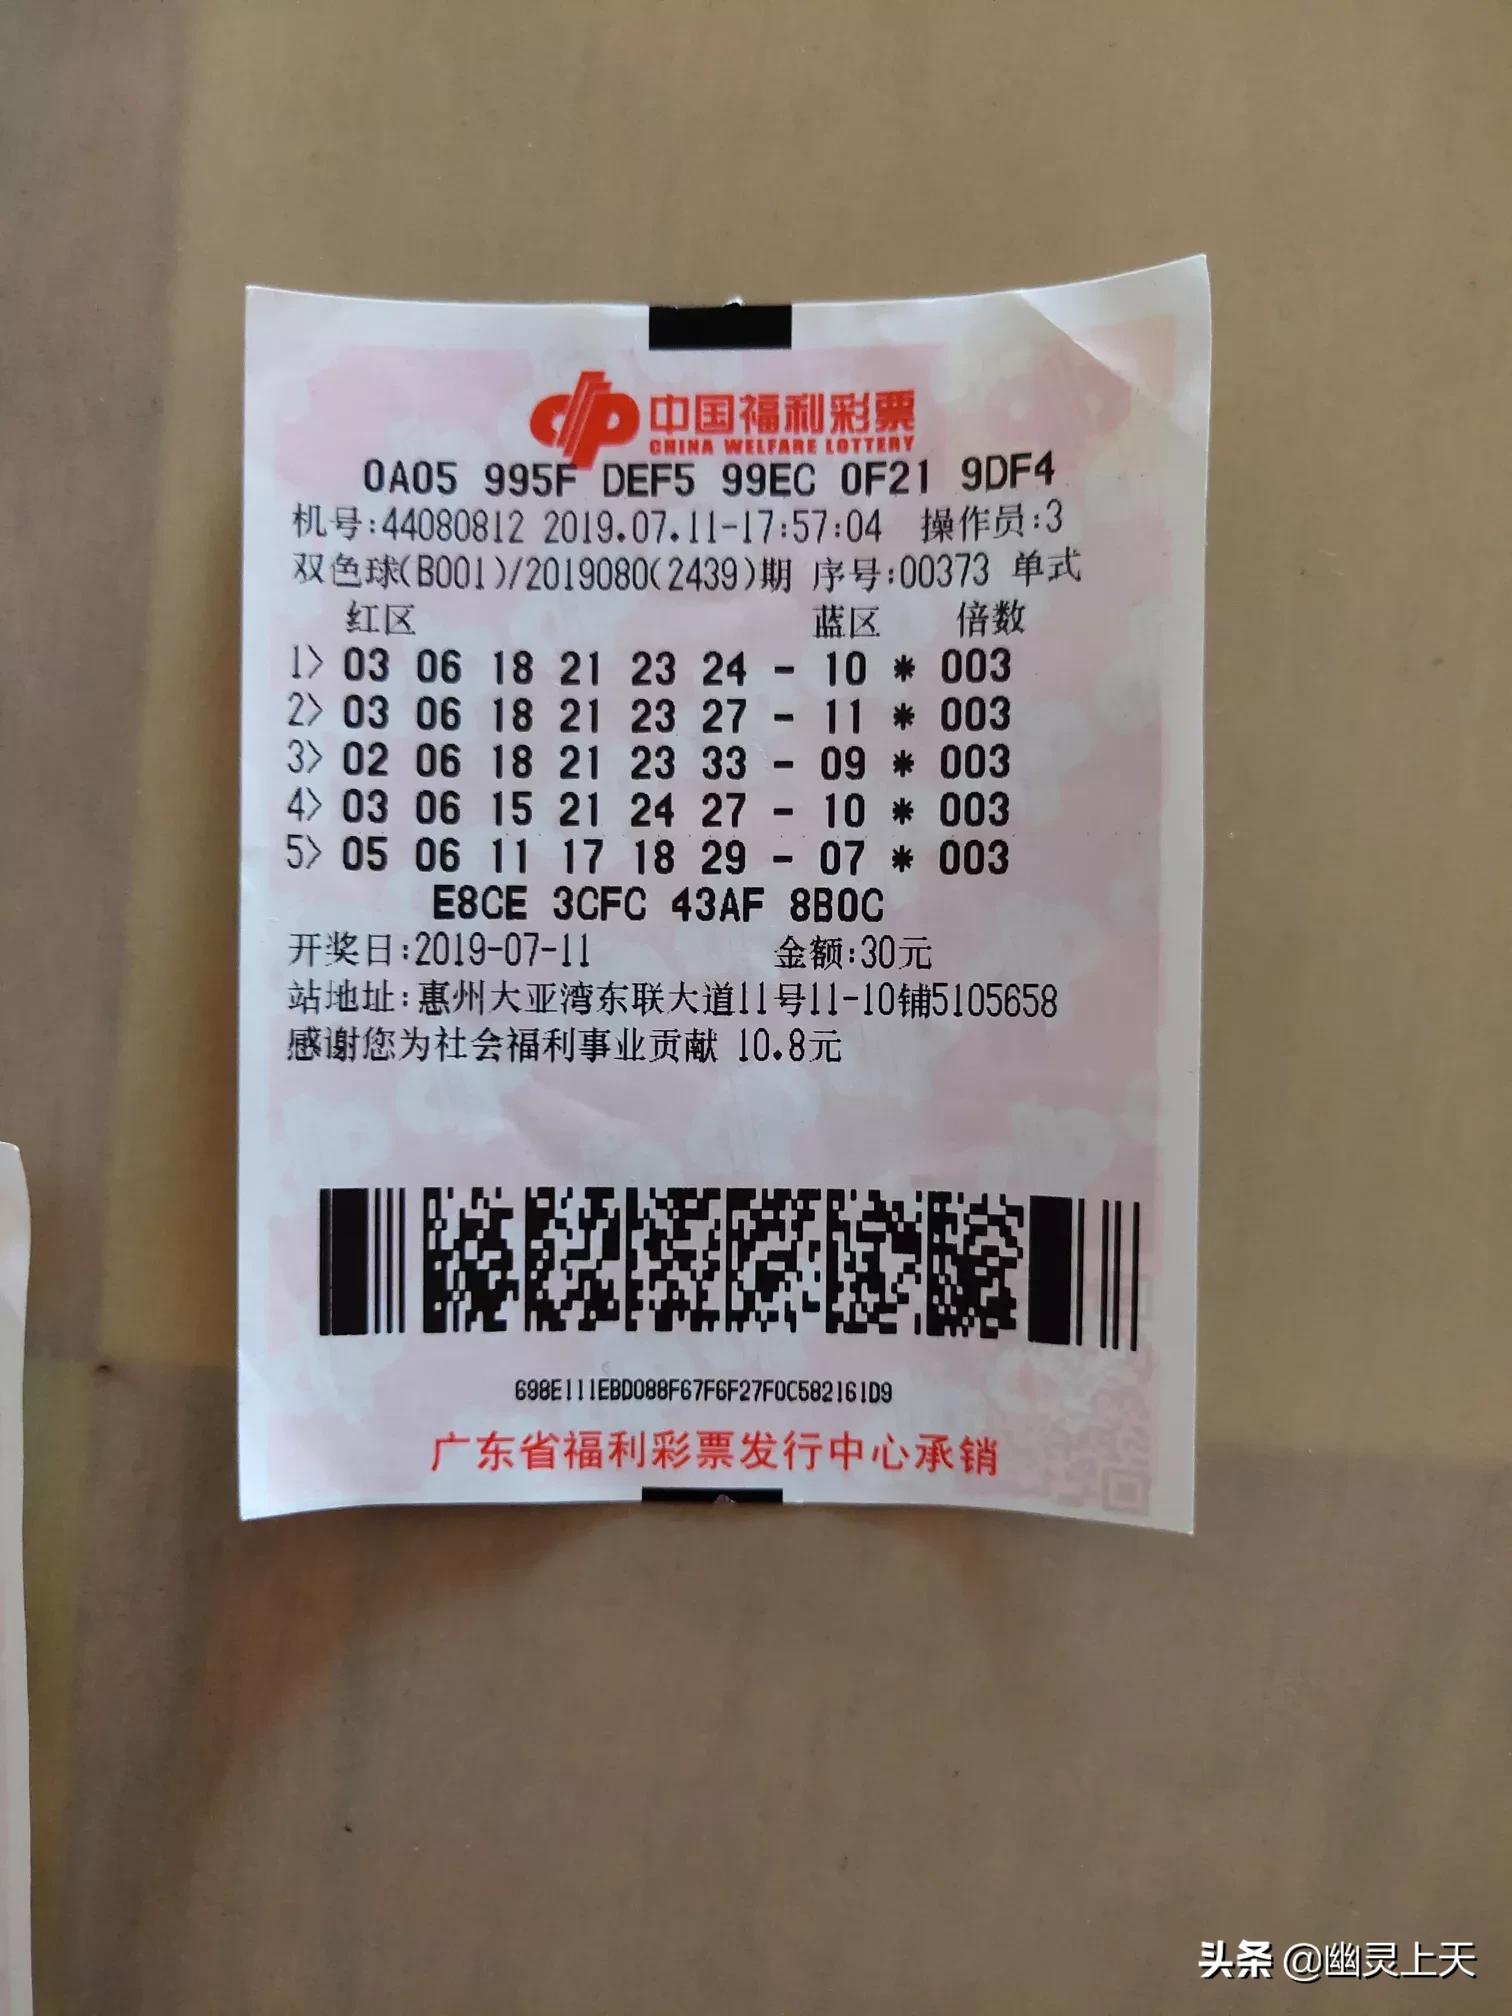 中国福利彩票
CHINA WELFARE LOTTERY
0A05 995F DEF5 99EC 0F21 9DF4
机号:44080812 2019.07.11-17:57:04 操作员:3
双色球(B001)/2019080(2439)期 序号:00373 单式
红区 蓝区 倍数
1> 03 06 18 21 23 24 - 10 * 003
2> 03 06 18 21 23 27 - 11 * 003
3> 02 06 18 21 23 33 - 09 * 003
4> 03 06 15 21 24 27 - 10 * 003
5> 05 06 11 17 18 29 - 07 * 003
E8CE 3CFC 43AF 8B0C
开奖日:2019-07-11 金额:30元
站地址:惠州大亚湾东联大道11号11-10铺5105658
感谢您为社会福利事业贡献 10.8元
698E111EBD088F67F6F27F0C582161D9
广东省福利彩票发行中心承销
头条 @幽灵上天